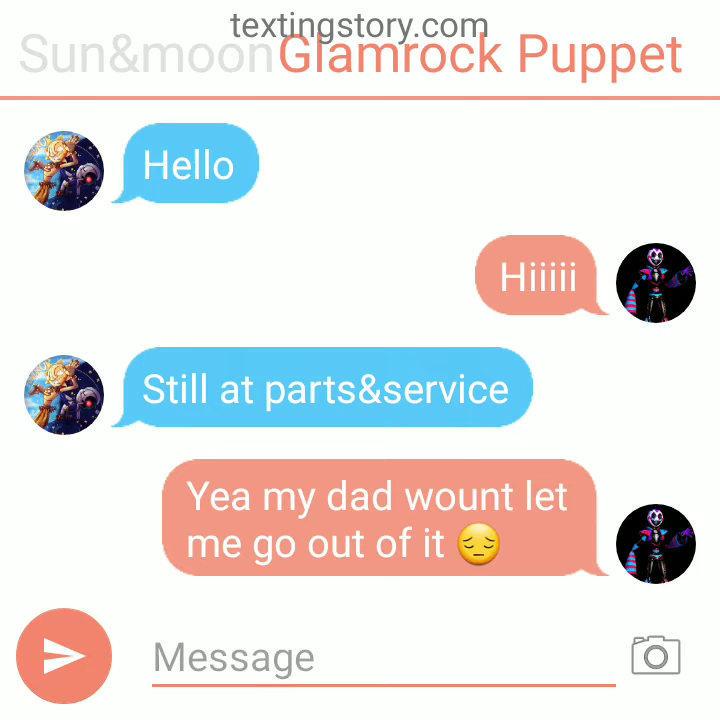 textingstory.com
Sun&moon Glamrock Puppet
Hello
Hiiiii
Still at parts&service
Yea my dad wount let
me go out of it 😔
Message